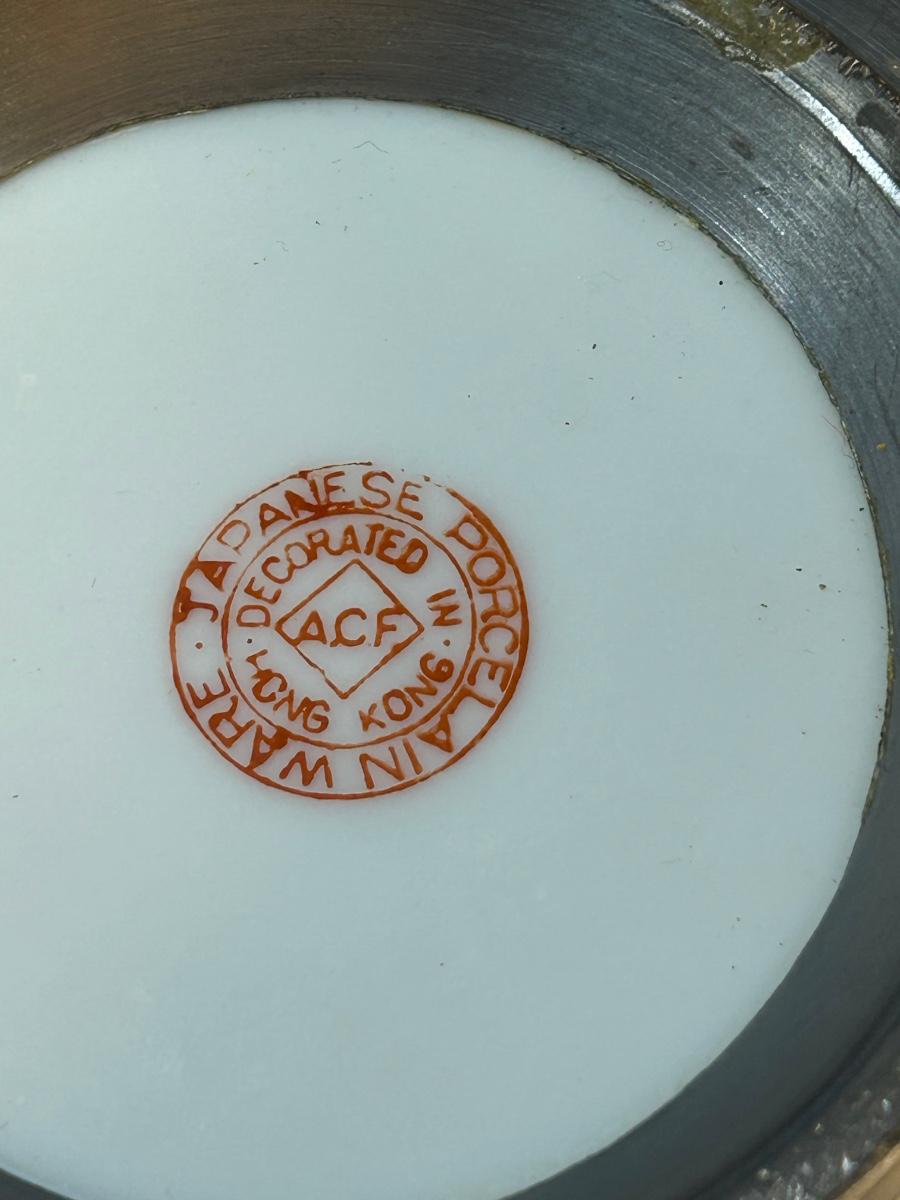 JAPANESE PORCELAIN WARE ·
· DECORATED IN ·
HONG KONG
A.C.F.